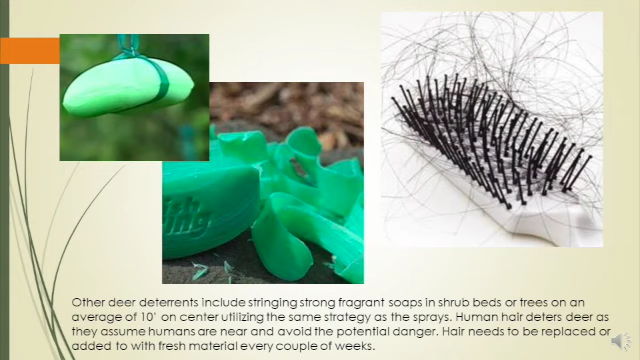 Other deer deterrents include stringing strong fragrant soaps in shrub beds or trees on an
average of 10' on center utilizing the same strategy as the sprays. Human hair deters deer as
they assume humans are near and avoid the potential danger. Hair needs to be replaced or
added to with fresh material every couple of weeks.